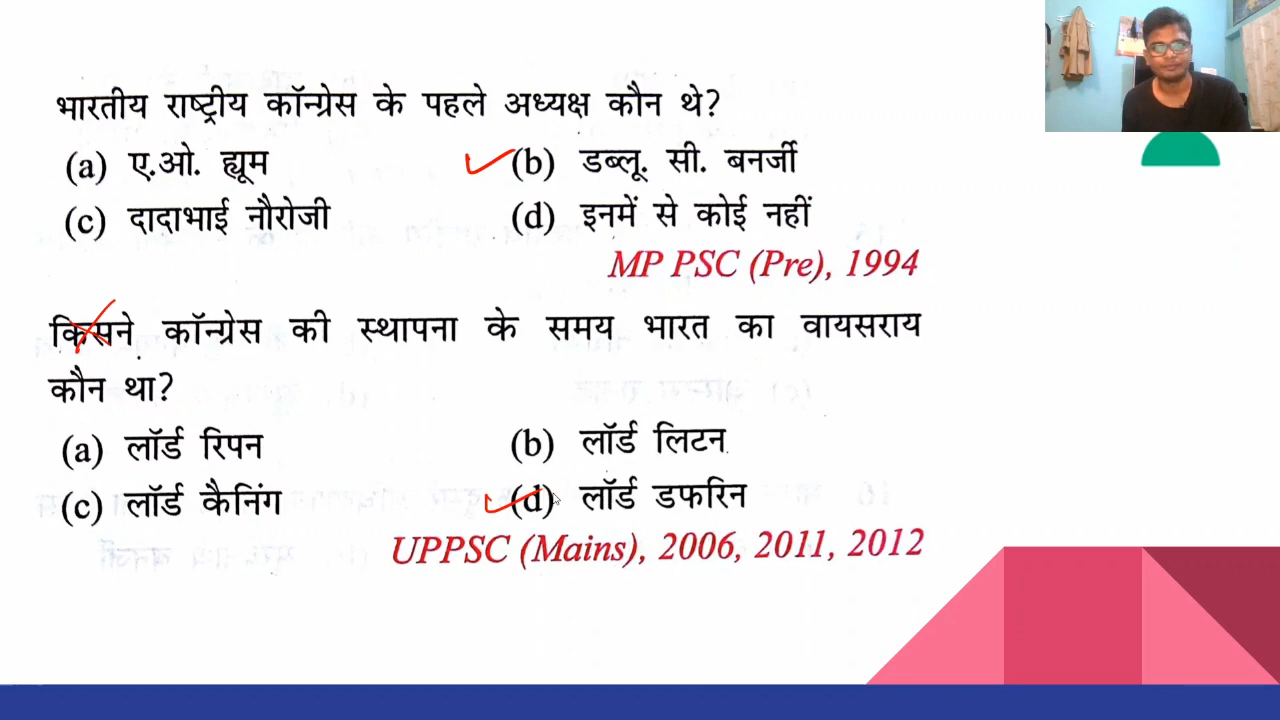 भारतीय राष्ट्रीय कॉन्ग्रेस के पहले अध्यक्ष कौन थे?
(a) ए.ओ. ह्यूम (b) डब्लू. सी. बनर्जी
(c) दादाभाई नौरोजी (d) इनमें से कोई नहीं
MP PSC (Pre), 1994
किसने कॉन्ग्रेस की स्थापना के समय भारत का वायसराय
कौन था?
(a) लॉर्ड रिपन (b) लॉर्ड लिटन
(c) लॉर्ड कैनिंग (d) लॉर्ड डफरिन
UPPSC (Mains), 2006, 2011, 2012